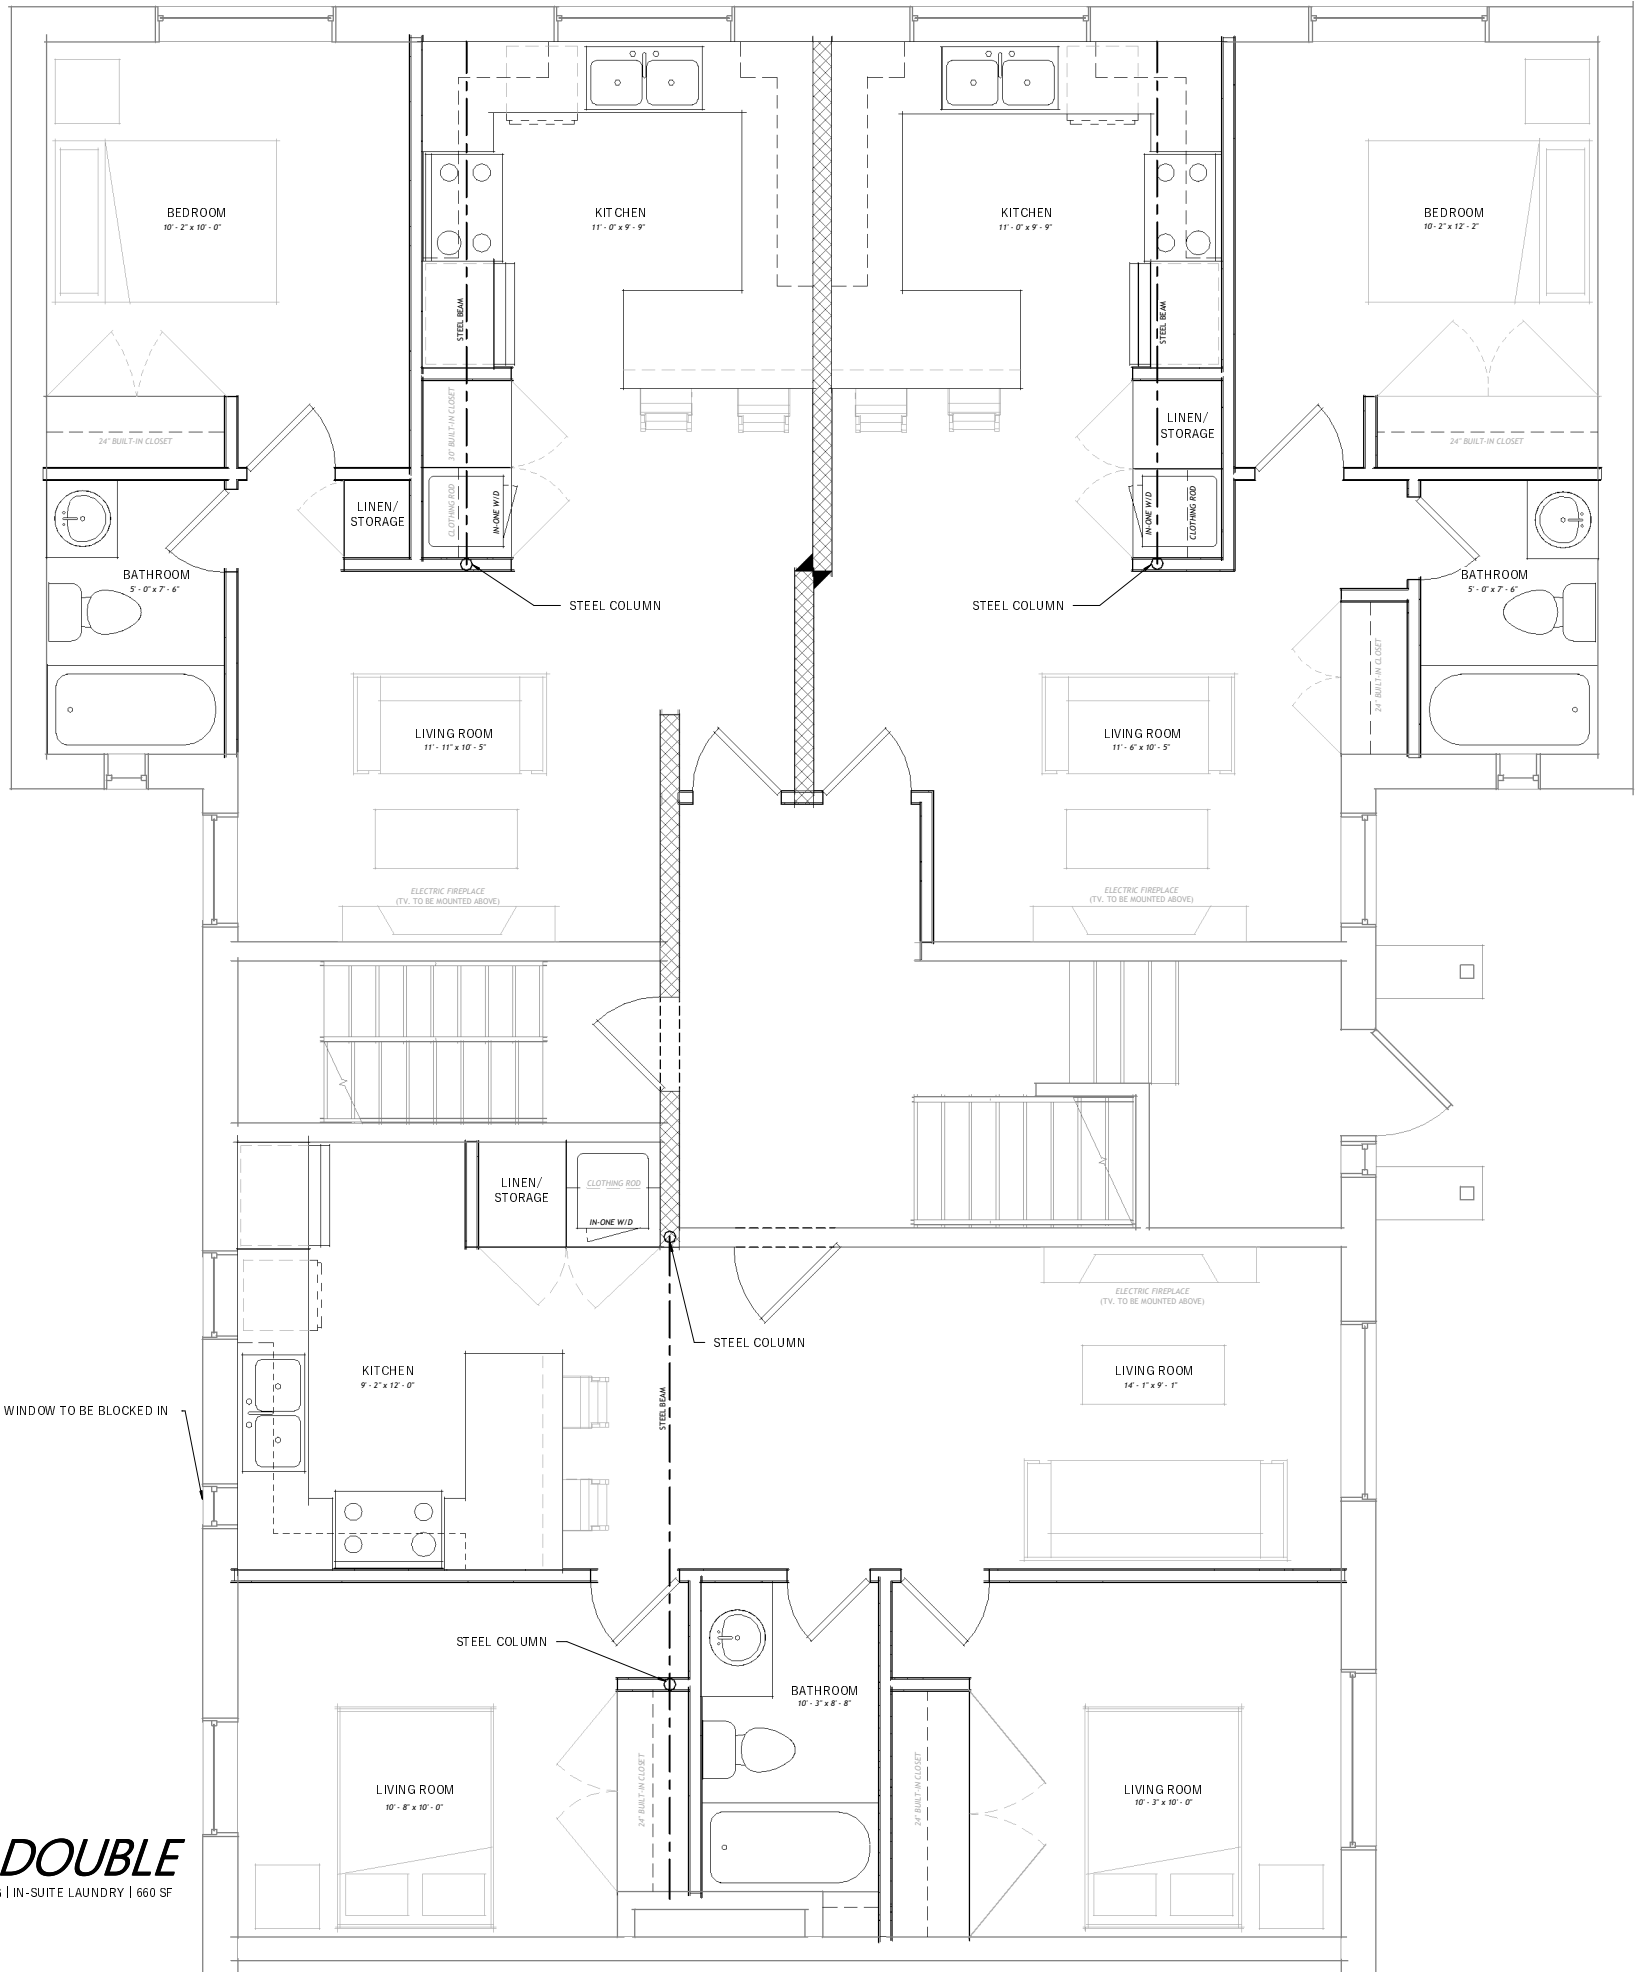 BEDROOM
10' - 2" x 10' - 0"
KITCHEN
11' - 0" x 9' - 9"
KITCHEN
11' - 0" x 9' - 9"
BEDROOM
10' - 2" x 12' - 2"
STEEL BEAM
STEEL BEAM
24" BUILT-IN CLOSET
30" BUILT-IN CLOSET
LINEN/
STORAGE
24" BUILT-IN CLOSET
LINEN/
STORAGE
CLOTHING ROD
IN-ONE W/D
IN-ONE W/D
CLOTHING ROD
BATHROOM
5' - 0" x 7' - 6"
STEEL COLUMN
STEEL COLUMN
BATHROOM
5' - 0" x 7' - 6"
24" BUILT-IN CLOSET
LIVING ROOM
11' - 11" x 10' - 5"
LIVING ROOM
11' - 6" x 10' - 5"
ELECTRIC FIREPLACE
(TV. TO BE MOUNTED ABOVE)
ELECTRIC FIREPLACE
(TV. TO BE MOUNTED ABOVE)
LINEN/
STORAGE
CLOTHING ROD
IN-ONE W/D
ELECTRIC FIREPLACE
(TV. TO BE MOUNTED ABOVE)
STEEL COLUMN
KITCHEN
9' - 2" x 12' - 0"
LIVING ROOM
14' - 1" x 9' - 1"
STEEL BEAM
WINDOW TO BE BLOCKED IN
STEEL COLUMN
BATHROOM
10' - 3" x 8' - 8"
24" BUILT-IN CLOSET
24" BUILT-IN CLOSET
LIVING ROOM
10' - 8" x 10' - 0"
LIVING ROOM
10' - 3" x 10' - 0"
DOUBLE
| IN-SUITE LAUNDRY | 660 SF